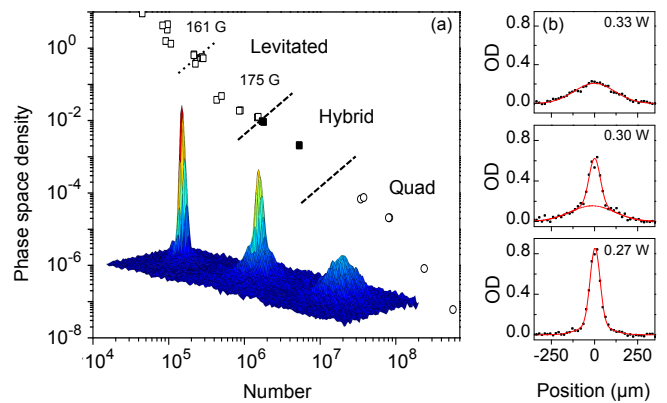 (a)
161 G
Levitated
175 G
Hybrid
Quad
Phase space density
10^0
10^-2
10^-4
10^-6
10^-8
10^4 10^5 10^6 10^7 10^8
Number
(b)
0.33 W
OD
0.8
0.4
0.0
0.30 W
OD
0.8
0.4
0.0
0.27 W
OD
0.8
0.4
0.0
-250 0 250
Position (μm)